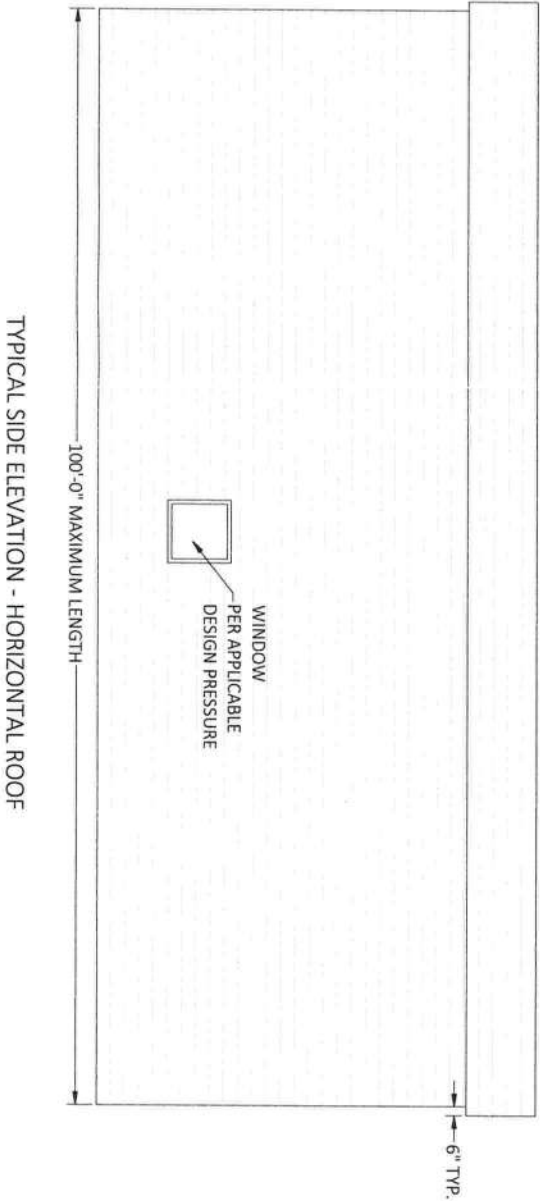 6" TYP.
WINDOW
PER APPLICABLE
DESIGN PRESSURE
100'-0" MAXIMUM LENGTH
TYPICAL SIDE ELEVATION - HORIZONTAL ROOF